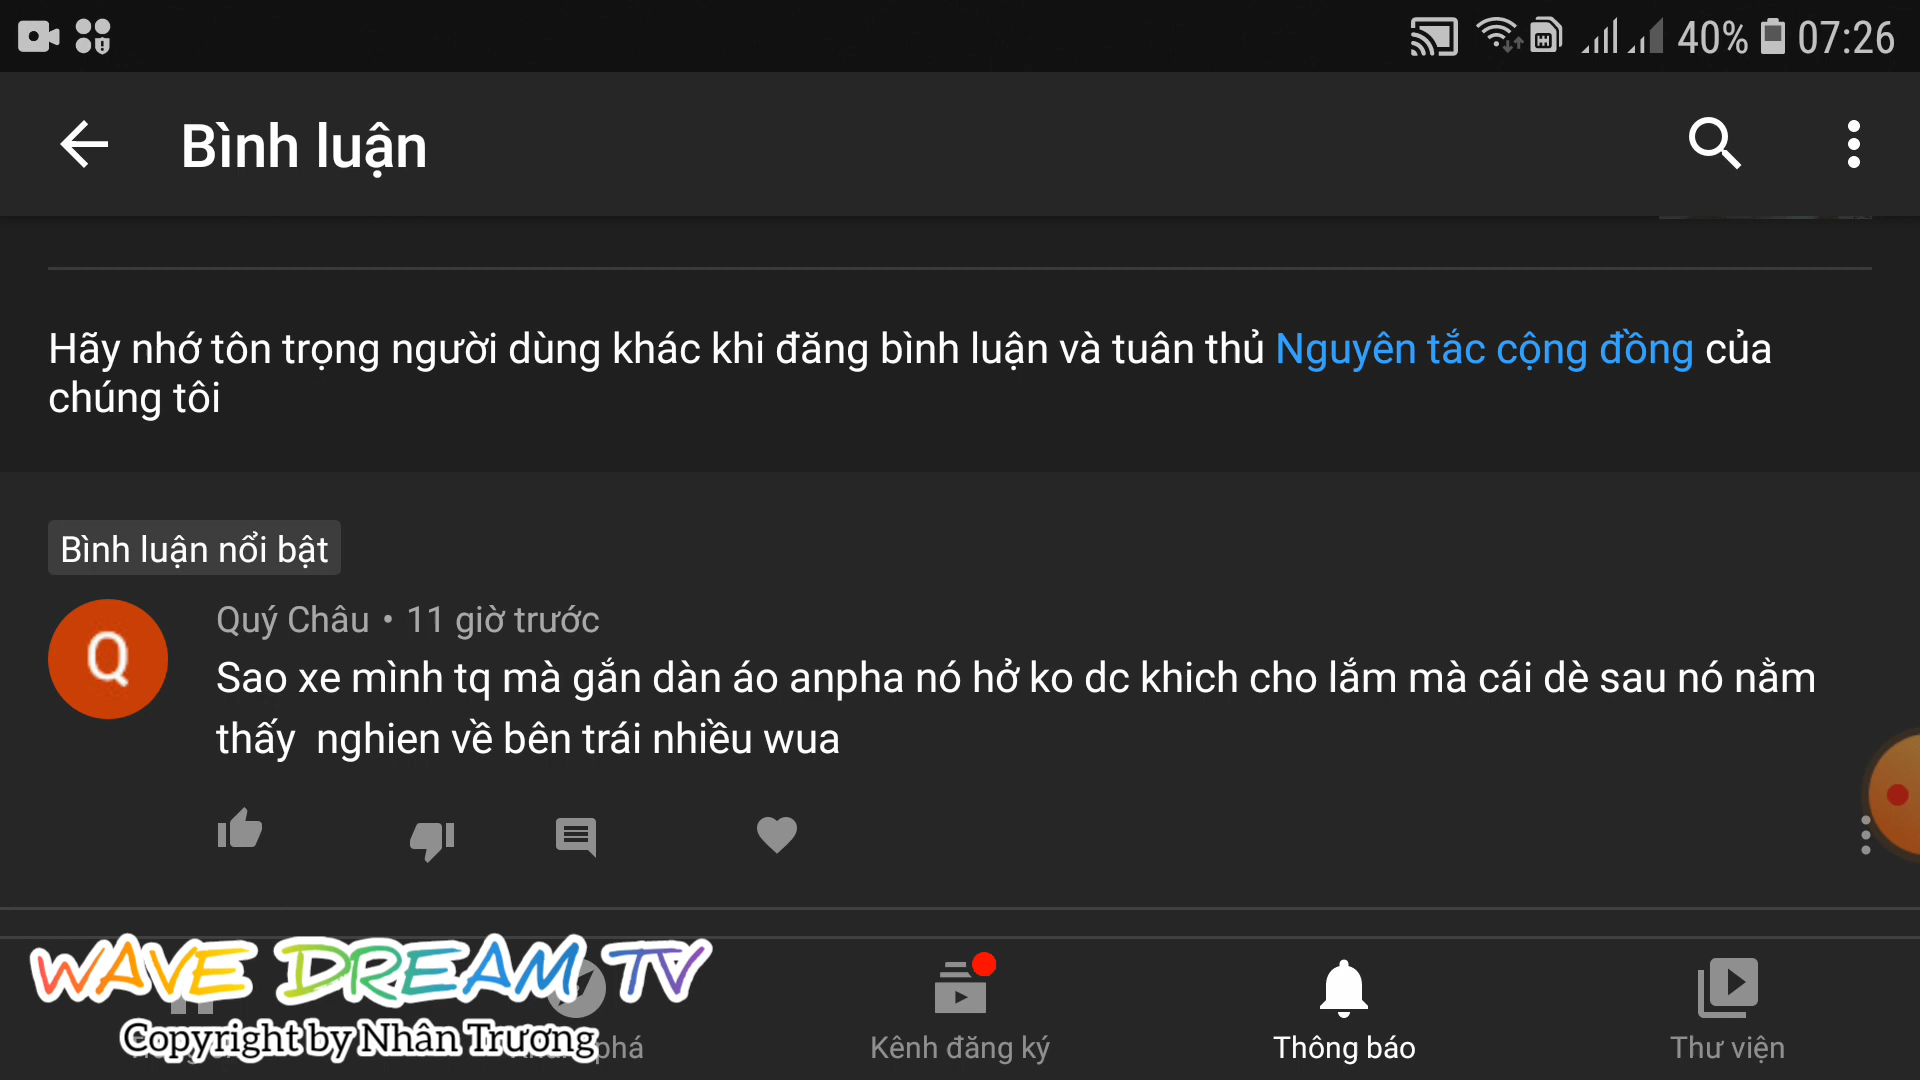 40% 07:26
Bình luận
Hãy nhớ tôn trọng người dùng khác khi đăng bình luận và tuân thủ Nguyên tắc cộng đồng của
chúng tôi
Bình luận nổi bật
Quý Châu • 11 giờ trước
Q
Sao xe mình tq mà gắn dàn áo anpha nó hở ko dc khich cho lắm mà cái dè sau nó nằm
thấy  nghien về bên trái nhiều wua
WAVE DREAM TV
Copyright by Nhân Trương
phá
Kênh đăng ký
Thông báo
Thư viện